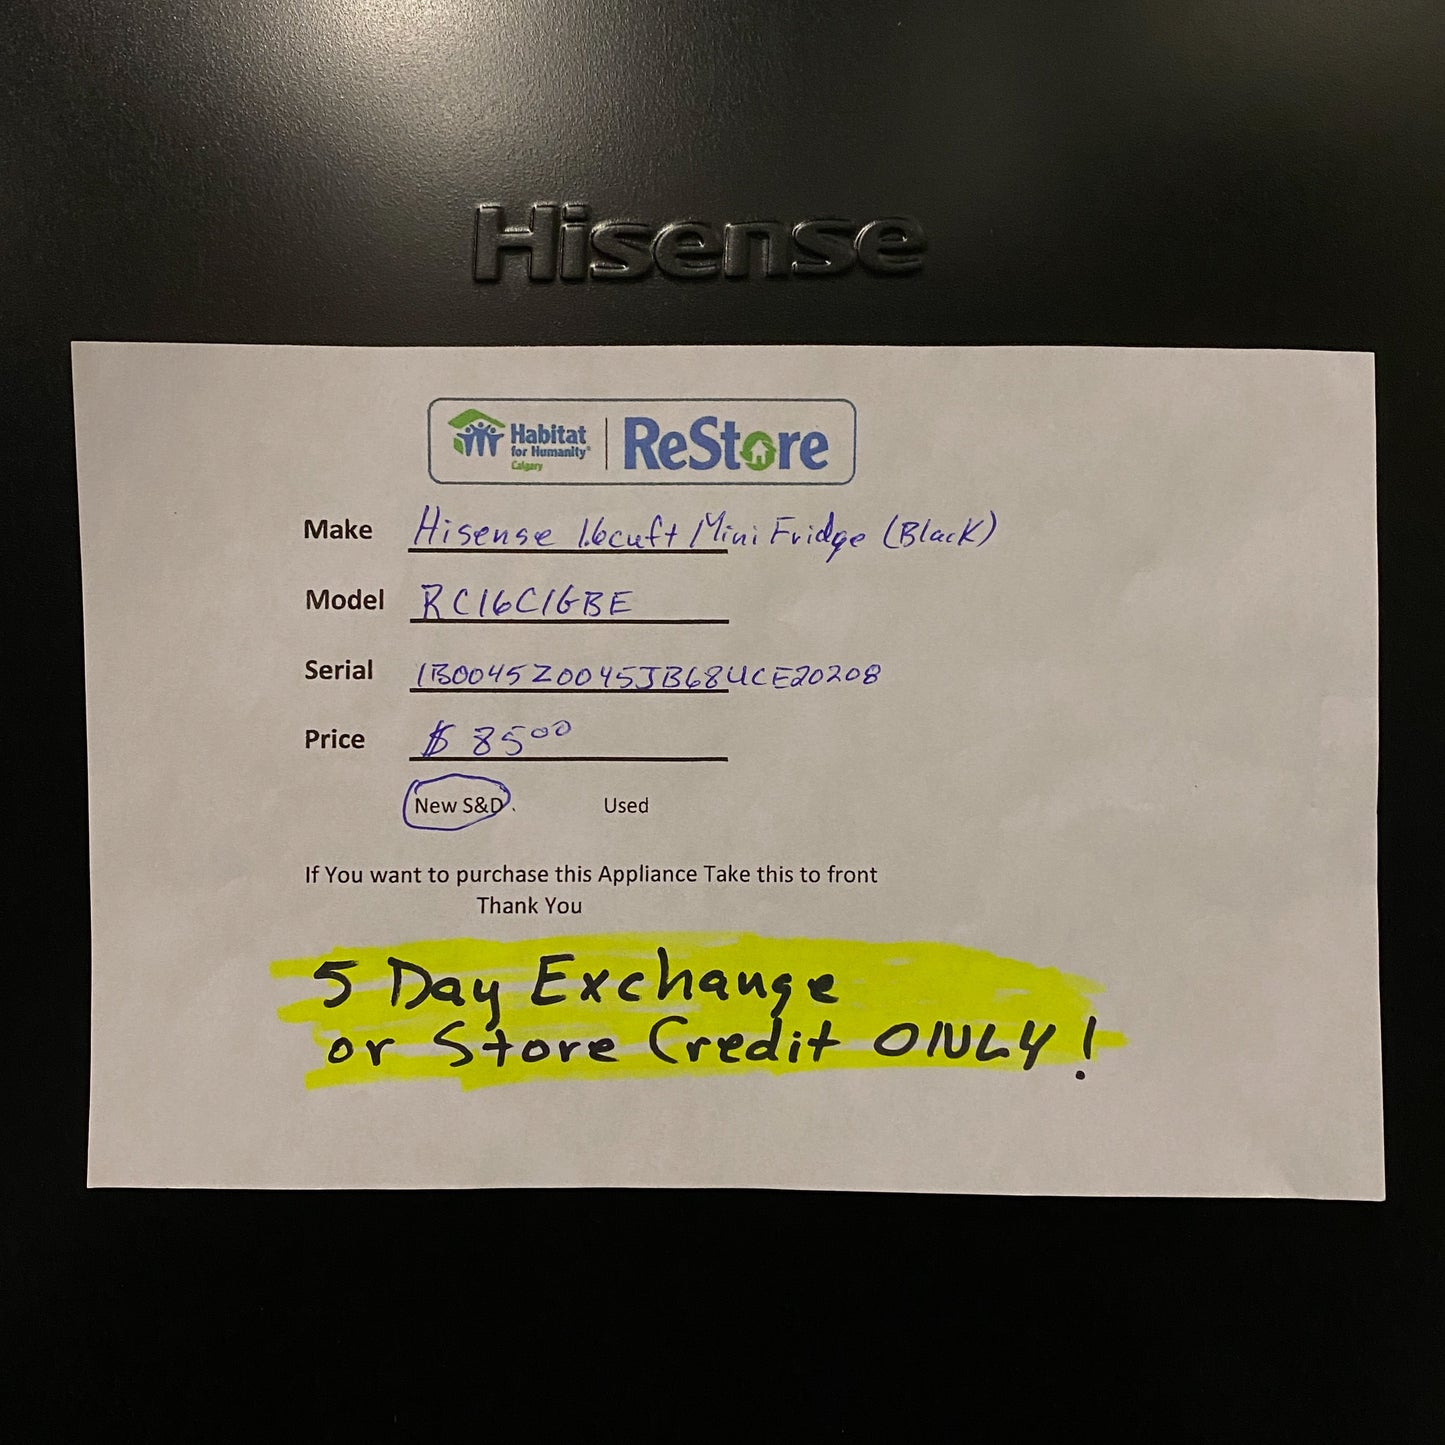 Hisense
Habitat
for Humanity®
Calgary
ReStore
Make Hisense 1.6cuft Mini Fridge (Black)
Model RC16C1GBE
Serial 1B0045Z0045JB68UCE20208
Price $85.00
New S&D. Used
If You want to purchase this Appliance Take this to front
Thank You
5 Day Exchange
or Store Credit ONLY!